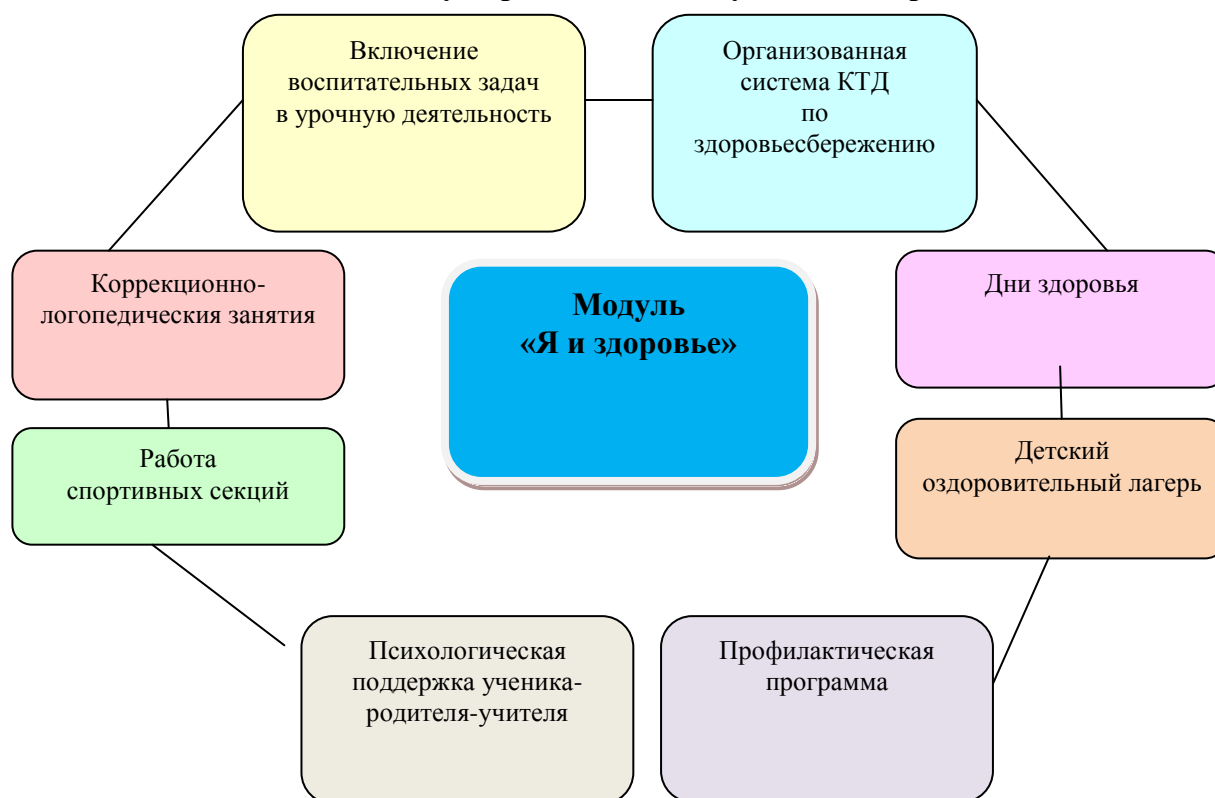 Включение
воспитательных задач
в урочную деятельность
Организованная
система КТД
по
здоровьесбережению
Коррекционно-
логопедическия занятия
Модуль
«Я и здоровье»
Дни здоровья
Работа
спортивных секций
Детский
оздоровительный лагерь
Психологическая
поддержка ученика-
родителя-учителя
Профилактическая
программа